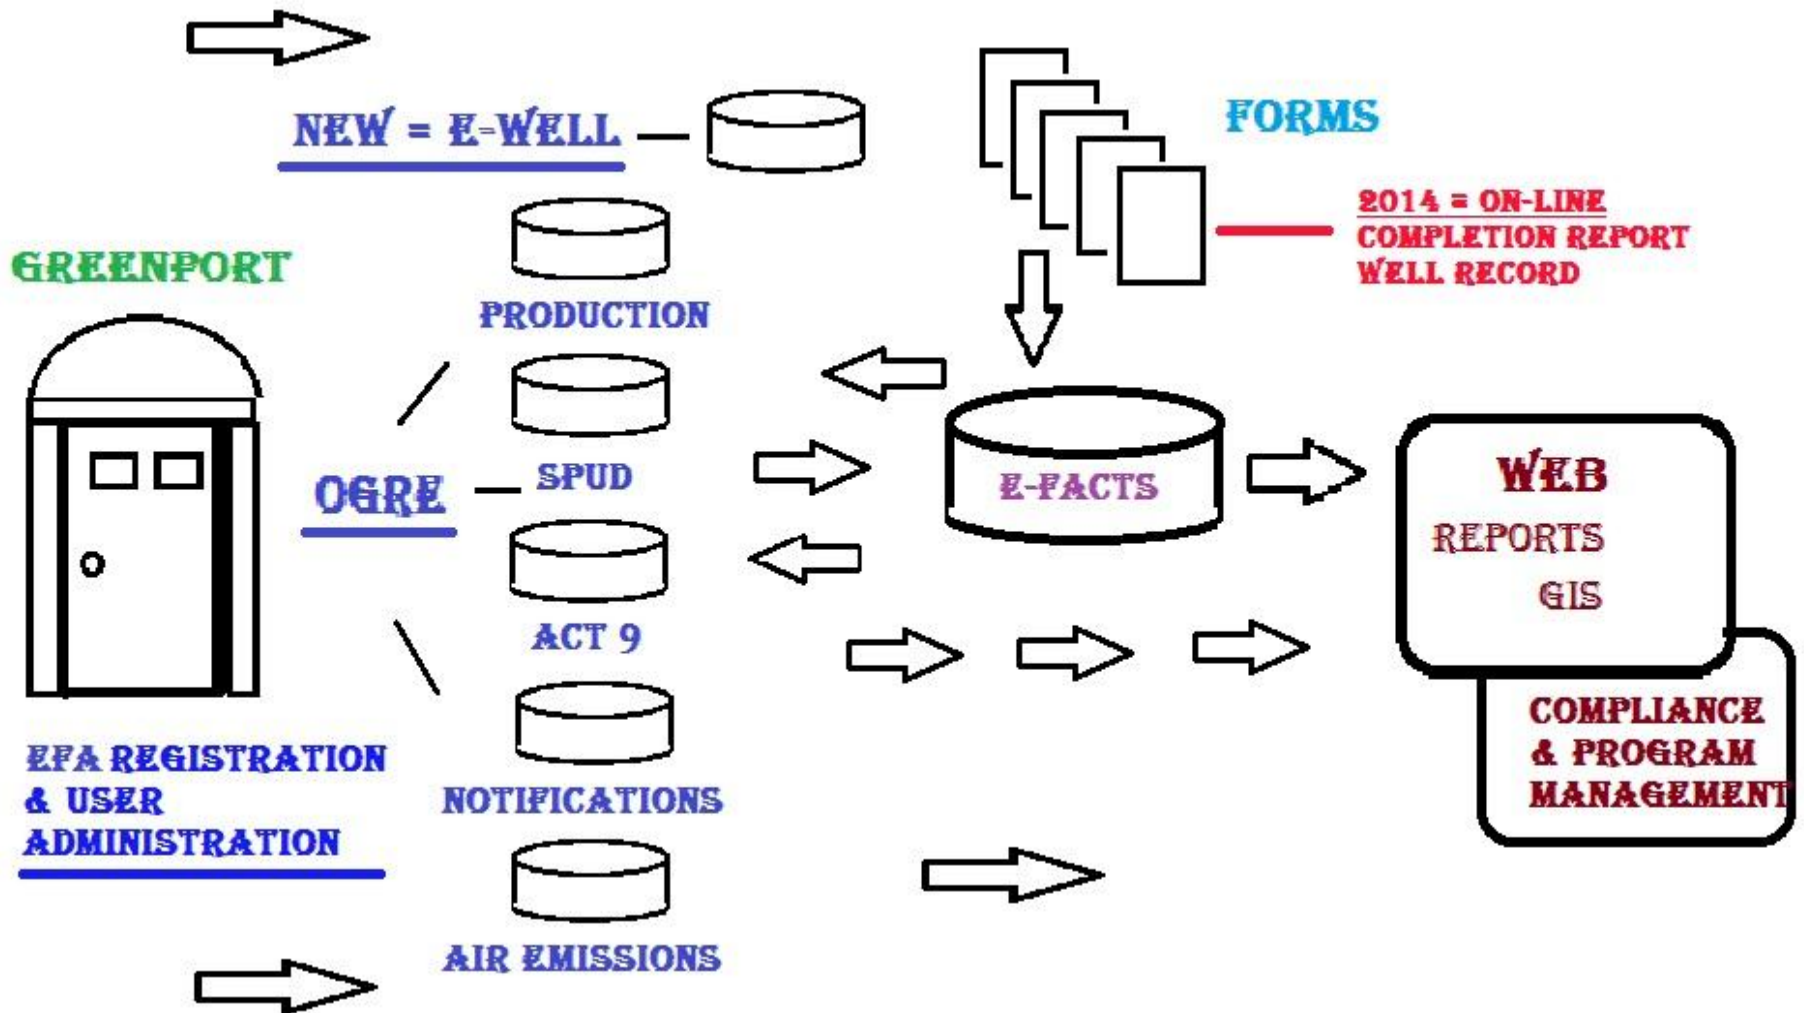 NEW = E-WELL
FORMS
2014 = ON-LINE
COMPLETION REPORT
WELL RECORD
GREENPORT
PRODUCTION
OGRE
SPUD
E-FACTS
WEB
REPORTS
GIS
ACT 9
EFA REGISTRATION
& USER
ADMINISTRATION
NOTIFICATIONS
COMPLIANCE
& PROGRAM
MANAGEMENT
AIR EMISSIONS